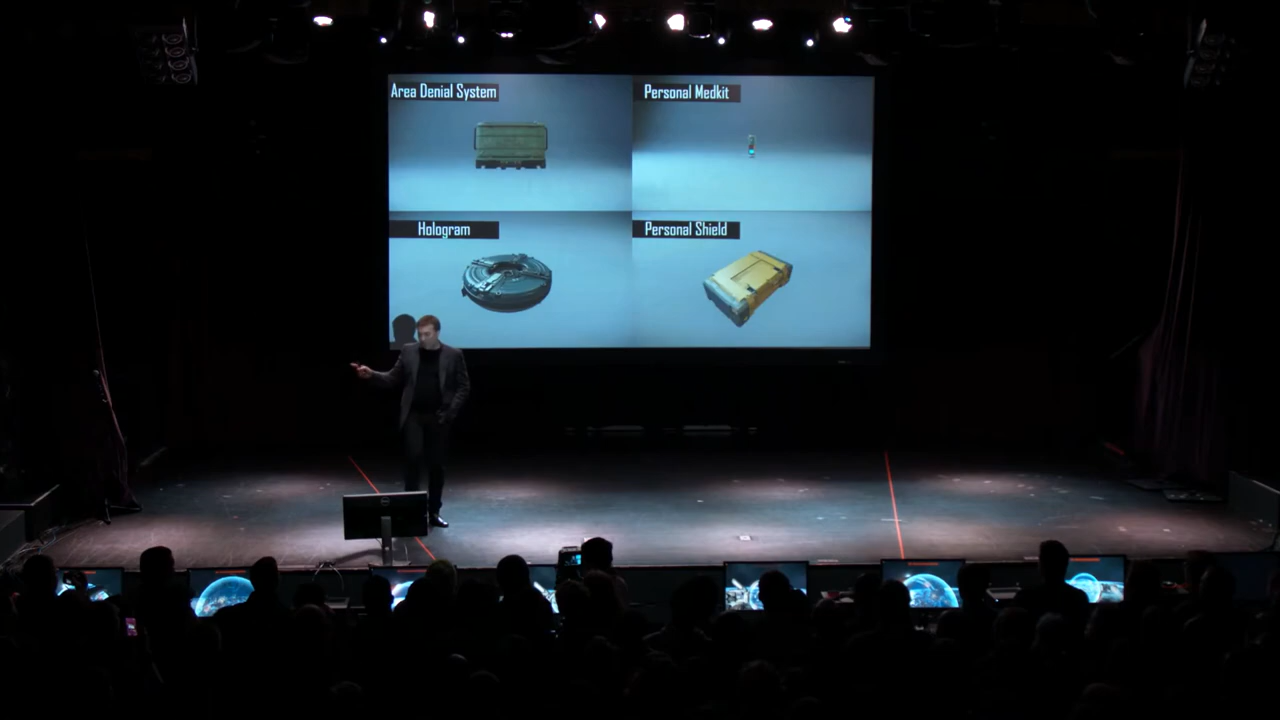 Area Denial System
Personal Medkit
Hologram
Personal Shield